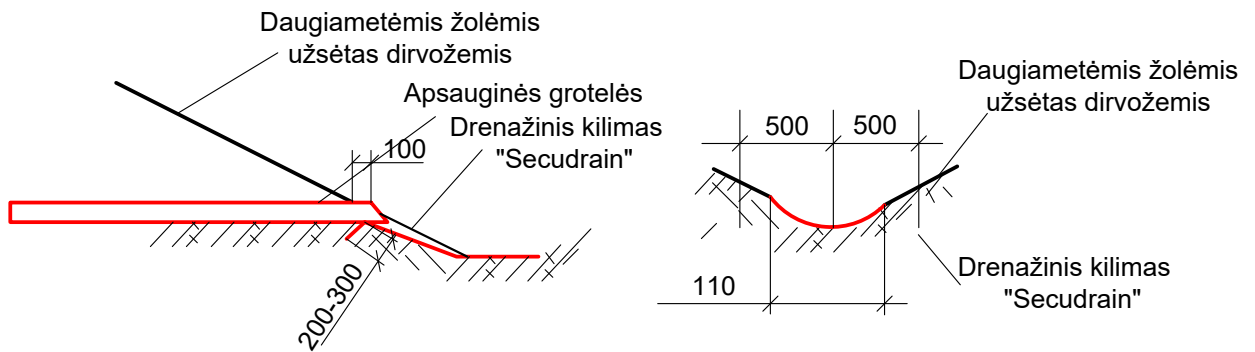 Daugiametėmis žolėmis
užsėtas dirvožemis
Apsauginės grotelės
Drenažinis kilimas
"Secudrain"
100
200-300
500
500
Daugiametėmis žolėmis
užsėtas dirvožemis
110
Drenažinis kilimas
"Secudrain"